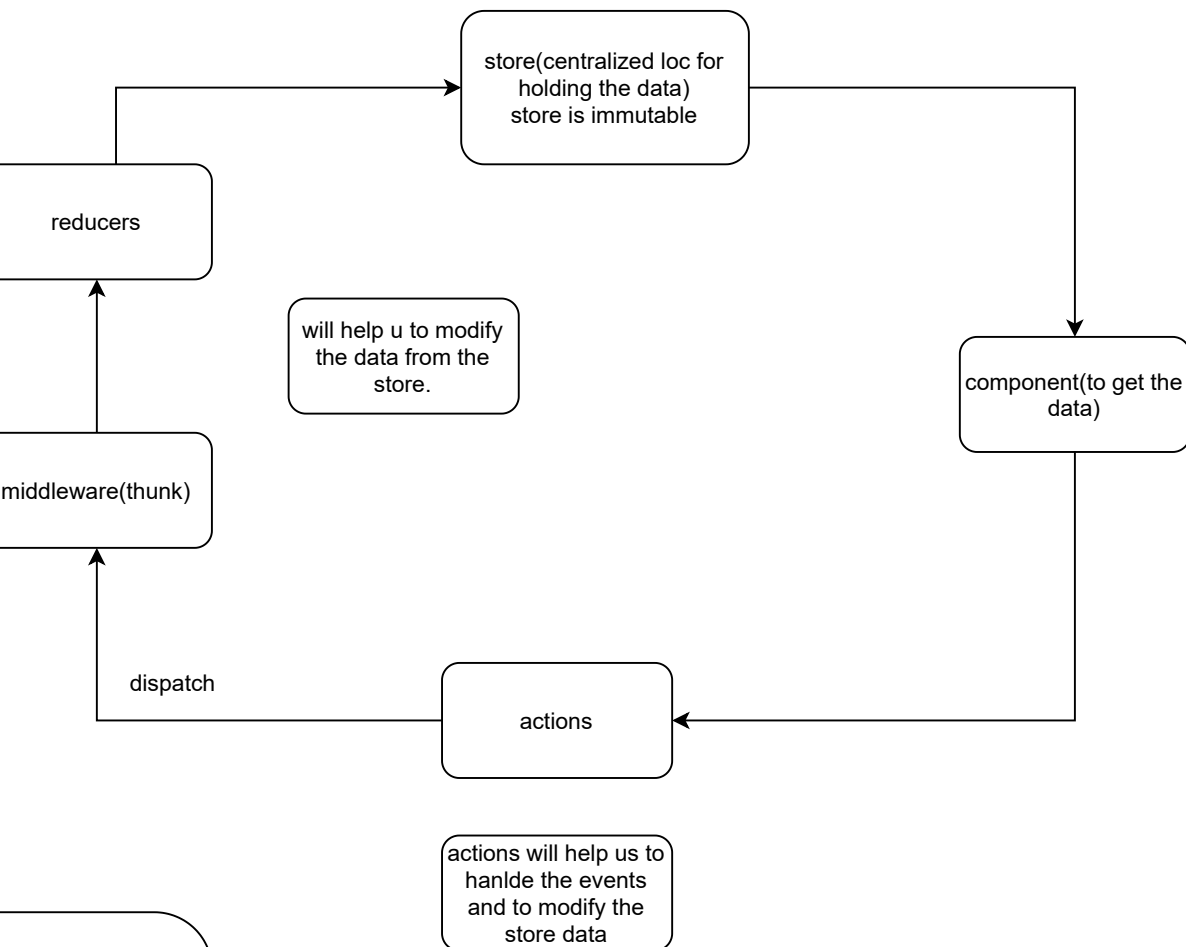 store(centralized loc for
holding the data)
store is immutable
reducers
will help u to modify
the data from the
store.
component(to get the
data)
middleware(thunk)
dispatch
actions
actions will help us to
hanlde the events
and to modify the
store data